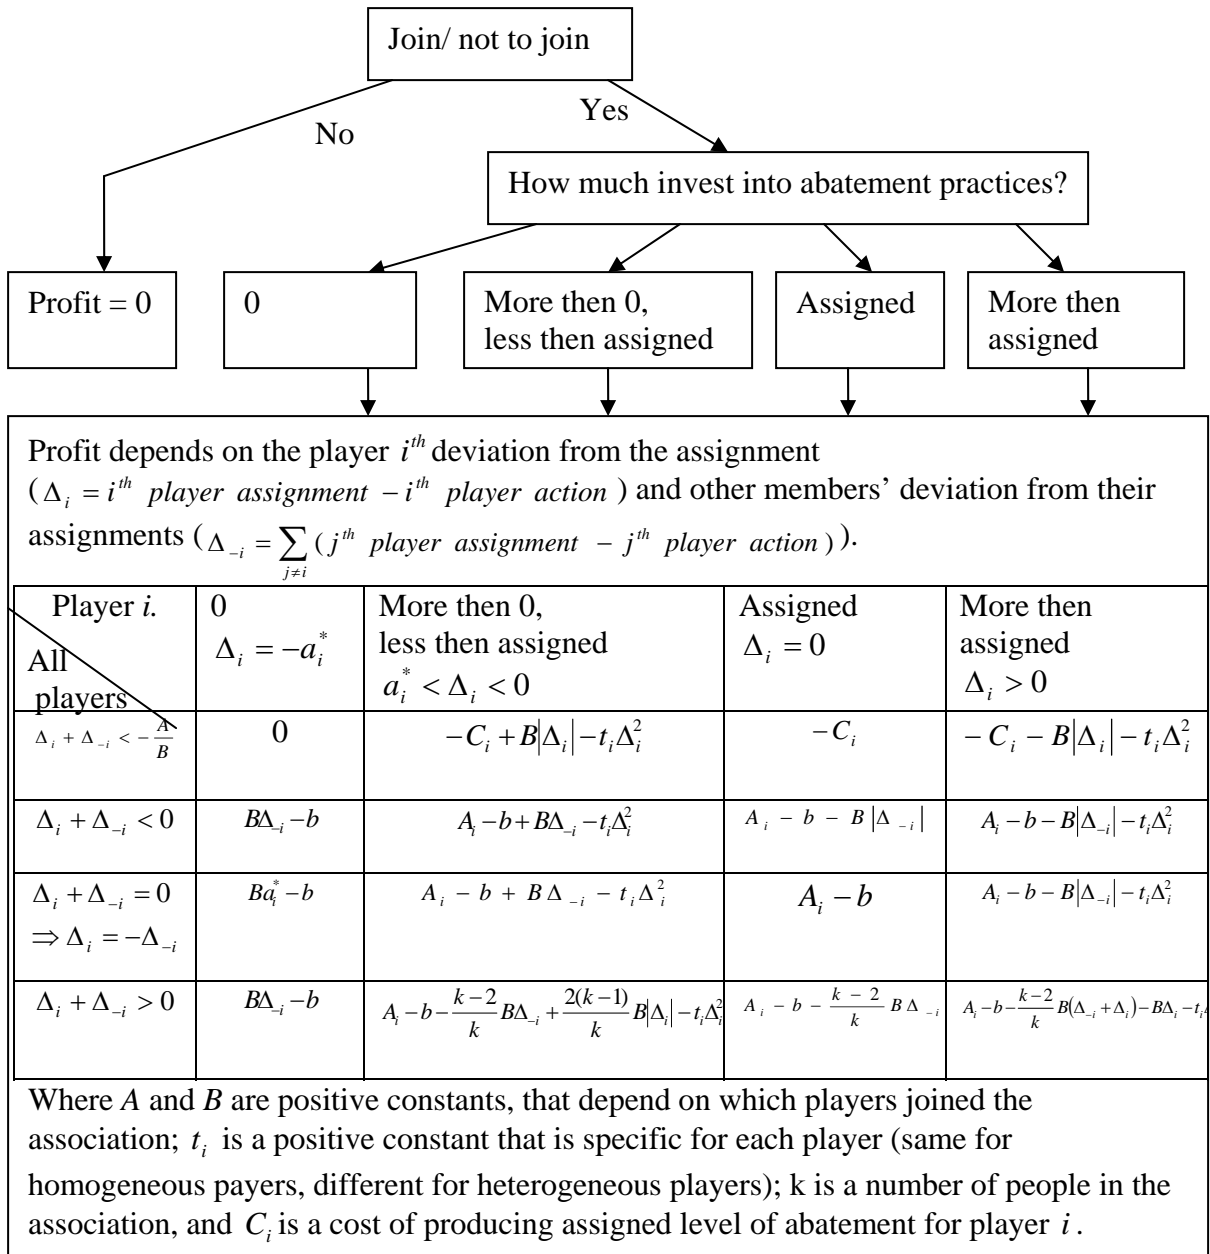 Join/ not to join
No
Yes
How much invest into abatement practices?
Profit = 0
0
More then 0,
less then assigned
Assigned
More then
assigned
Profit depends on the player i^{th} deviation from the assignment
(Δ_i = i^{th} player assignment − i^{th} player action) and other members' deviation from their
assignments (Δ_{−i} = ∑_{j≠i} (j^{th} player assignment − j^{th} player action)).
Player i.
All
players
0
Δ_i = −a_i^*
More then 0,
less then assigned
a_i^* < Δ_i < 0
Assigned
Δ_i = 0
More then
assigned
Δ_i > 0
Δ_i + Δ_{−i} < −A/B
0
−C_i + B|Δ_i| − t_iΔ_i^2
−C_i
−C_i − B|Δ_i| − t_iΔ_i^2
Δ_i + Δ_{−i} < 0
BΔ_{−i} − b
A_i − b + BΔ_{−i} − t_iΔ_i^2
A_i − b − B|Δ_{−i}|
A_i − b − B|Δ_{−i}| − t_iΔ_i^2
Δ_i + Δ_{−i} = 0
⇒ Δ_i = −Δ_{−i}
Ba_i^* − b
A_i − b + BΔ_{−i} − t_iΔ_i^2
A_i − b
A_i − b − B|Δ_{−i}| − t_iΔ_i^2
Δ_i + Δ_{−i} > 0
BΔ_{−i} − b
A_i − b − \frac{k−2}{k} BΔ_{−i} + \frac{2(k−1)}{k} B|Δ_i| − t_iΔ_i^2
A_i − b − \frac{k−2}{k} BΔ_{−i}
A_i − b − \frac{k−2}{k} B(Δ_{−i} + Δ_i) − BΔ_i − t_i
Where A and B are positive constants, that depend on which players joined the
association; t_i is a positive constant that is specific for each player (same for
homogeneous payers, different for heterogeneous players); k is a number of people in the
association, and C_i is a cost of producing assigned level of abatement for player i.